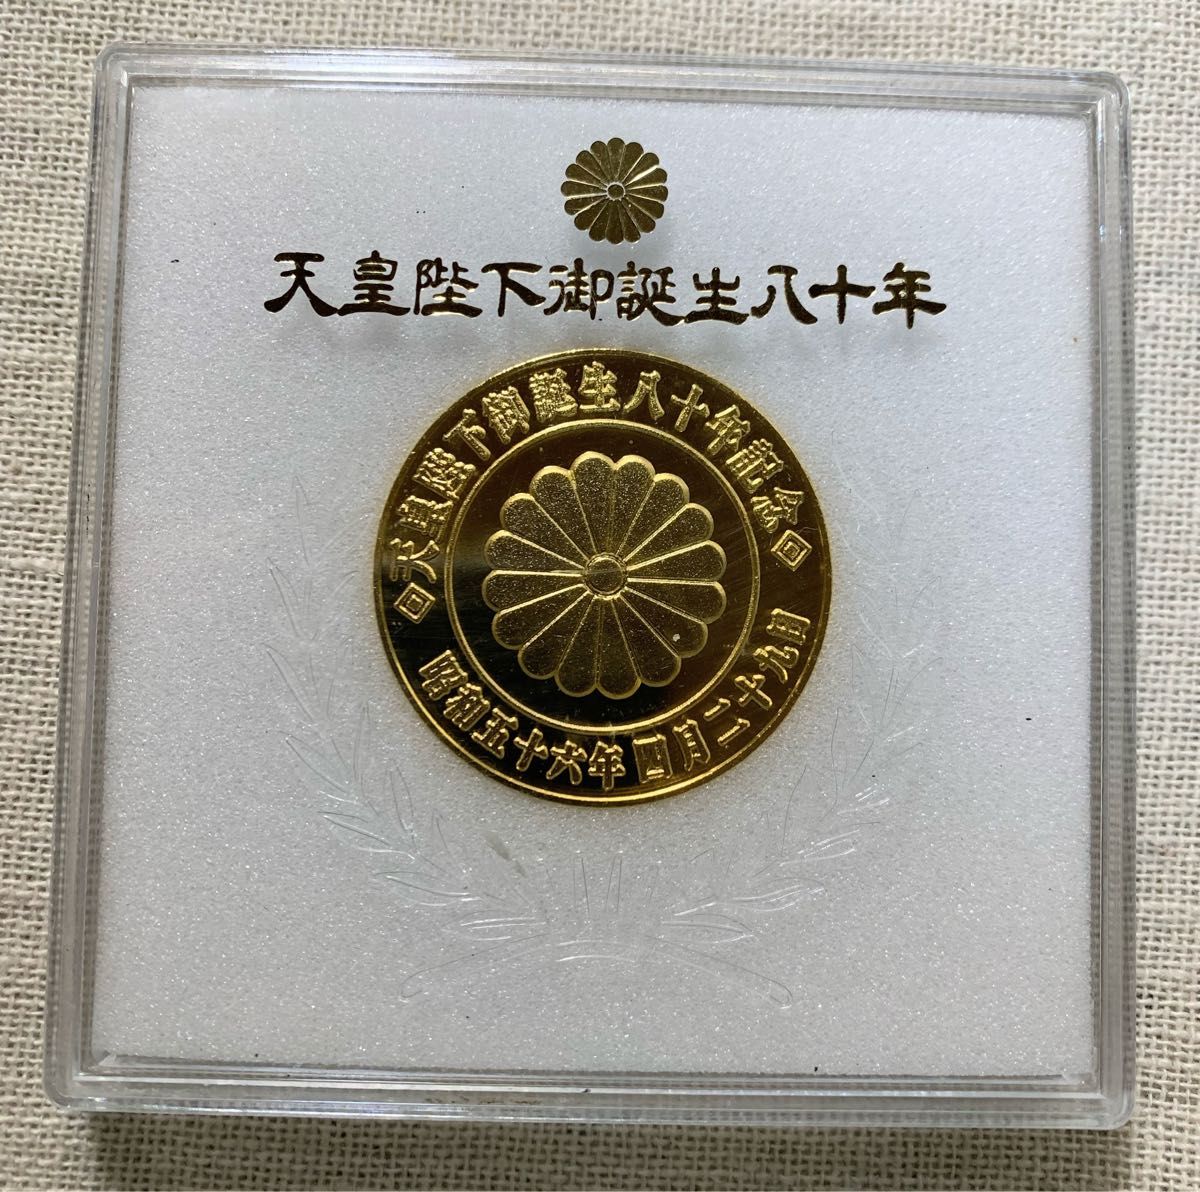 天皇陛下御誕生八十年
天皇陛下御誕生八十年記念
昭和五十六年四月二十九日